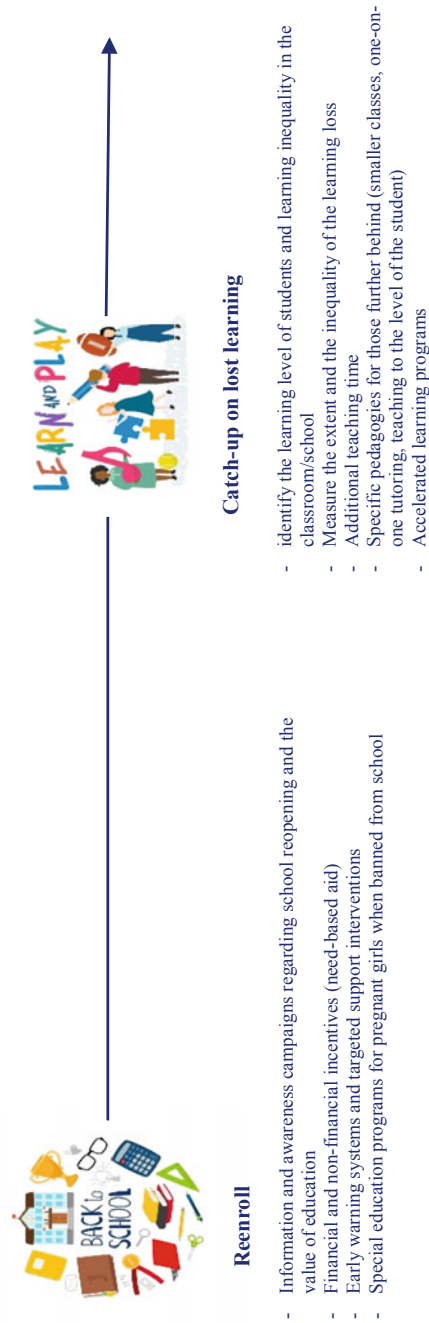 BACK to
SCHOOL
Reenroll
- Information and awareness campaigns regarding school reopening and the
value of education
- Financial and non-financial incentives (need-based aid)
- Early warning systems and targeted support interventions
- Special education programs for pregnant girls when banned from school
LEARN AND PLAY
Catch-up on lost learning
- identify the learning level of students and learning inequality in the
classroom/school
- Measure the extent and the inequality of the learning loss
- Additional teaching time
- Specific pedagogies for those further behind (smaller classes, one-on-
one tutoring, teaching to the level of the student)
- Accelerated learning programs